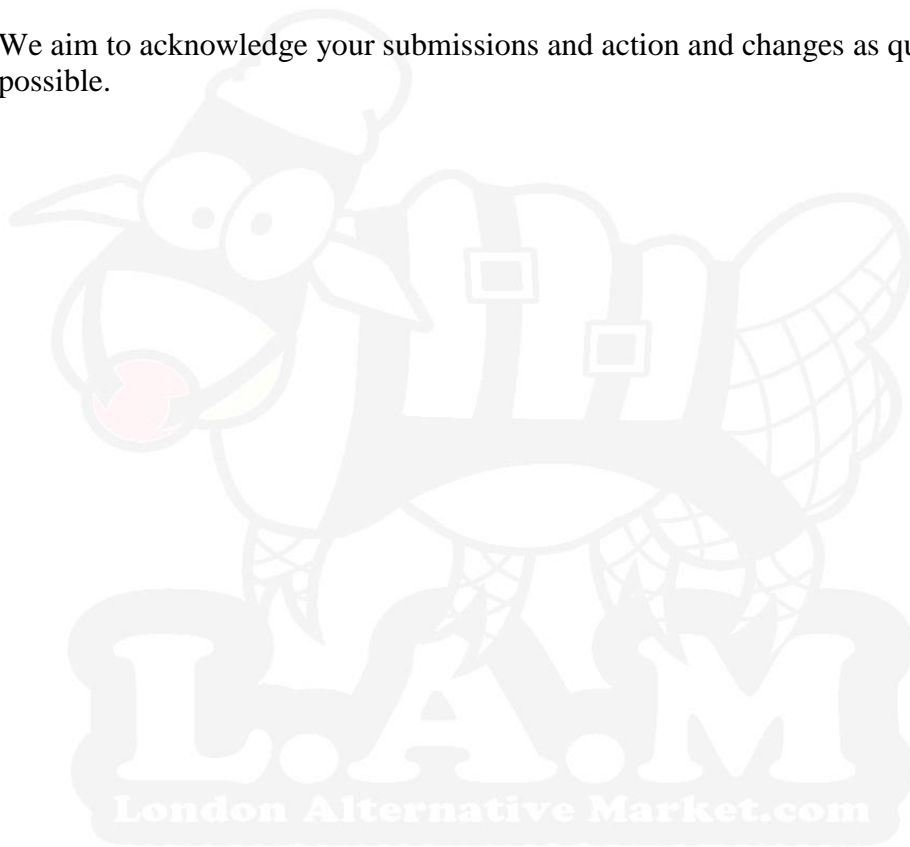 We aim to acknowledge your submissions and action and changes as qu
possible.
L.A.M
London Alternative Market.com